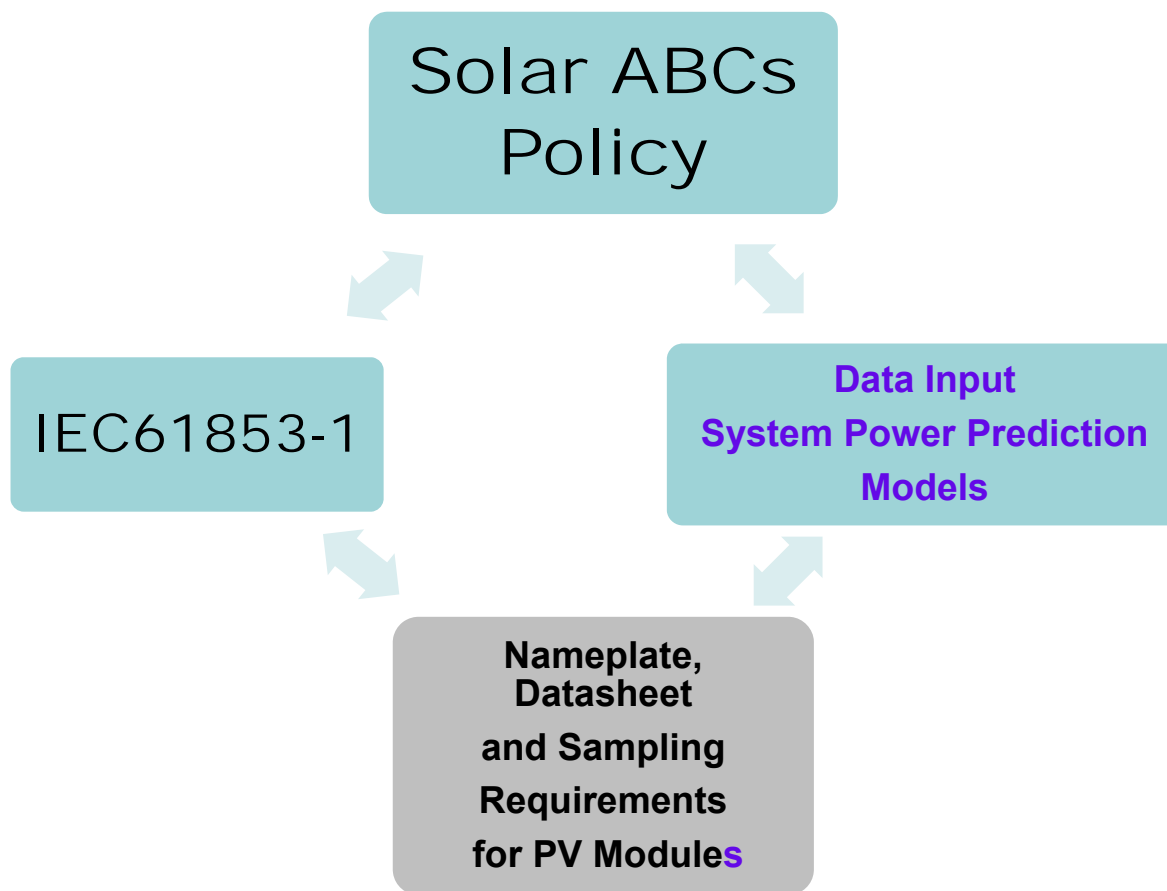 Solar ABCs
Policy
IEC61853-1
Data Input
System Power Prediction
Models
Nameplate,
Datasheet
and Sampling
Requirements
for PV Modules